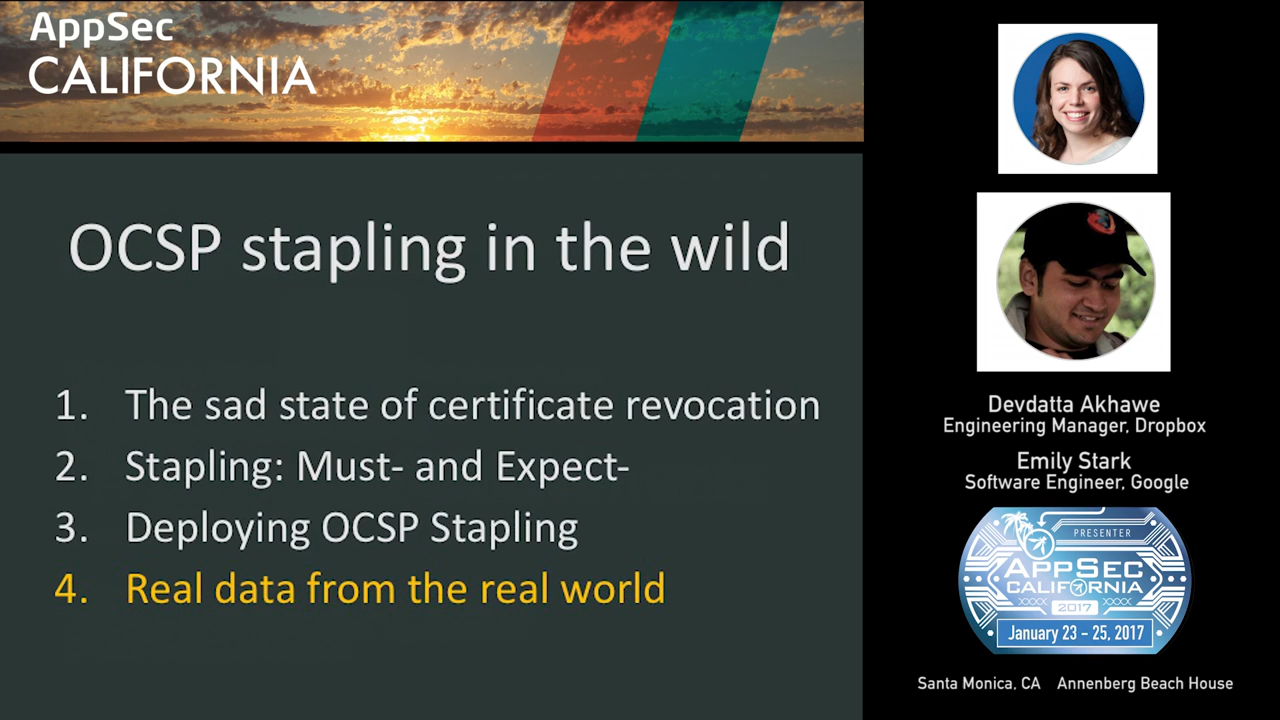 AppSec
CALIFORNIA
OCSP stapling in the wild
1. The sad state of certificate revocation
2. Stapling: Must- and Expect-
3. Deploying OCSP Stapling
4. Real data from the real world
Devdatta Akhawe
Engineering Manager, Dropbox
Emily Stark
Software Engineer, Google
PRESENTER
APPSEC
CALIFORNIA
XXXX 2017 XXXX
January 23 - 25, 2017
Santa Monica, CA Annenberg Beach House